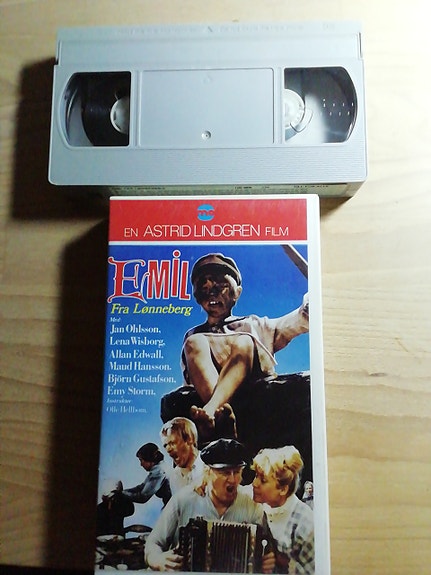 mc
EN ASTRID LINDGREN FILM
EMIL
Fra Lønneberg
Med:
Jan Ohlsson,
Lena Wisborg,
Allan Edwall,
Maud Hansson,
Björn Gustafson,
Emy Storm,
Instruktør:
Olle Hellbom